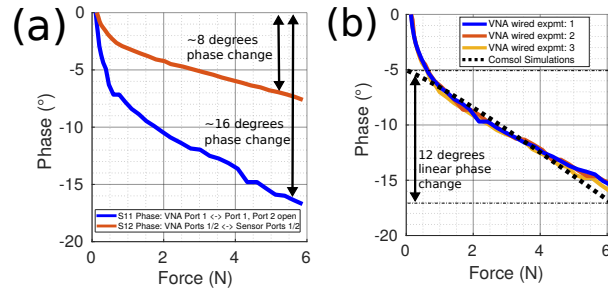 (a)
0
-5
-10
-15
-20
Phase (°)
~8 degrees
phase change
~16 degrees
phase change
S11 Phase: VNA Port 1 <-> Port 1, Port 2 open
S12 Phase: VNA Ports 1/2 <-> Sensor Ports 1/2
0 2 4 6
Force (N)
(b)
0
-5
-10
-15
-20
Phase (°)
VNA wired expmt: 1
VNA wired expmt: 2
VNA wired expmt: 3
Comsol Simulations
12 degrees
linear phase
change
0 2 4 6
Force (N)